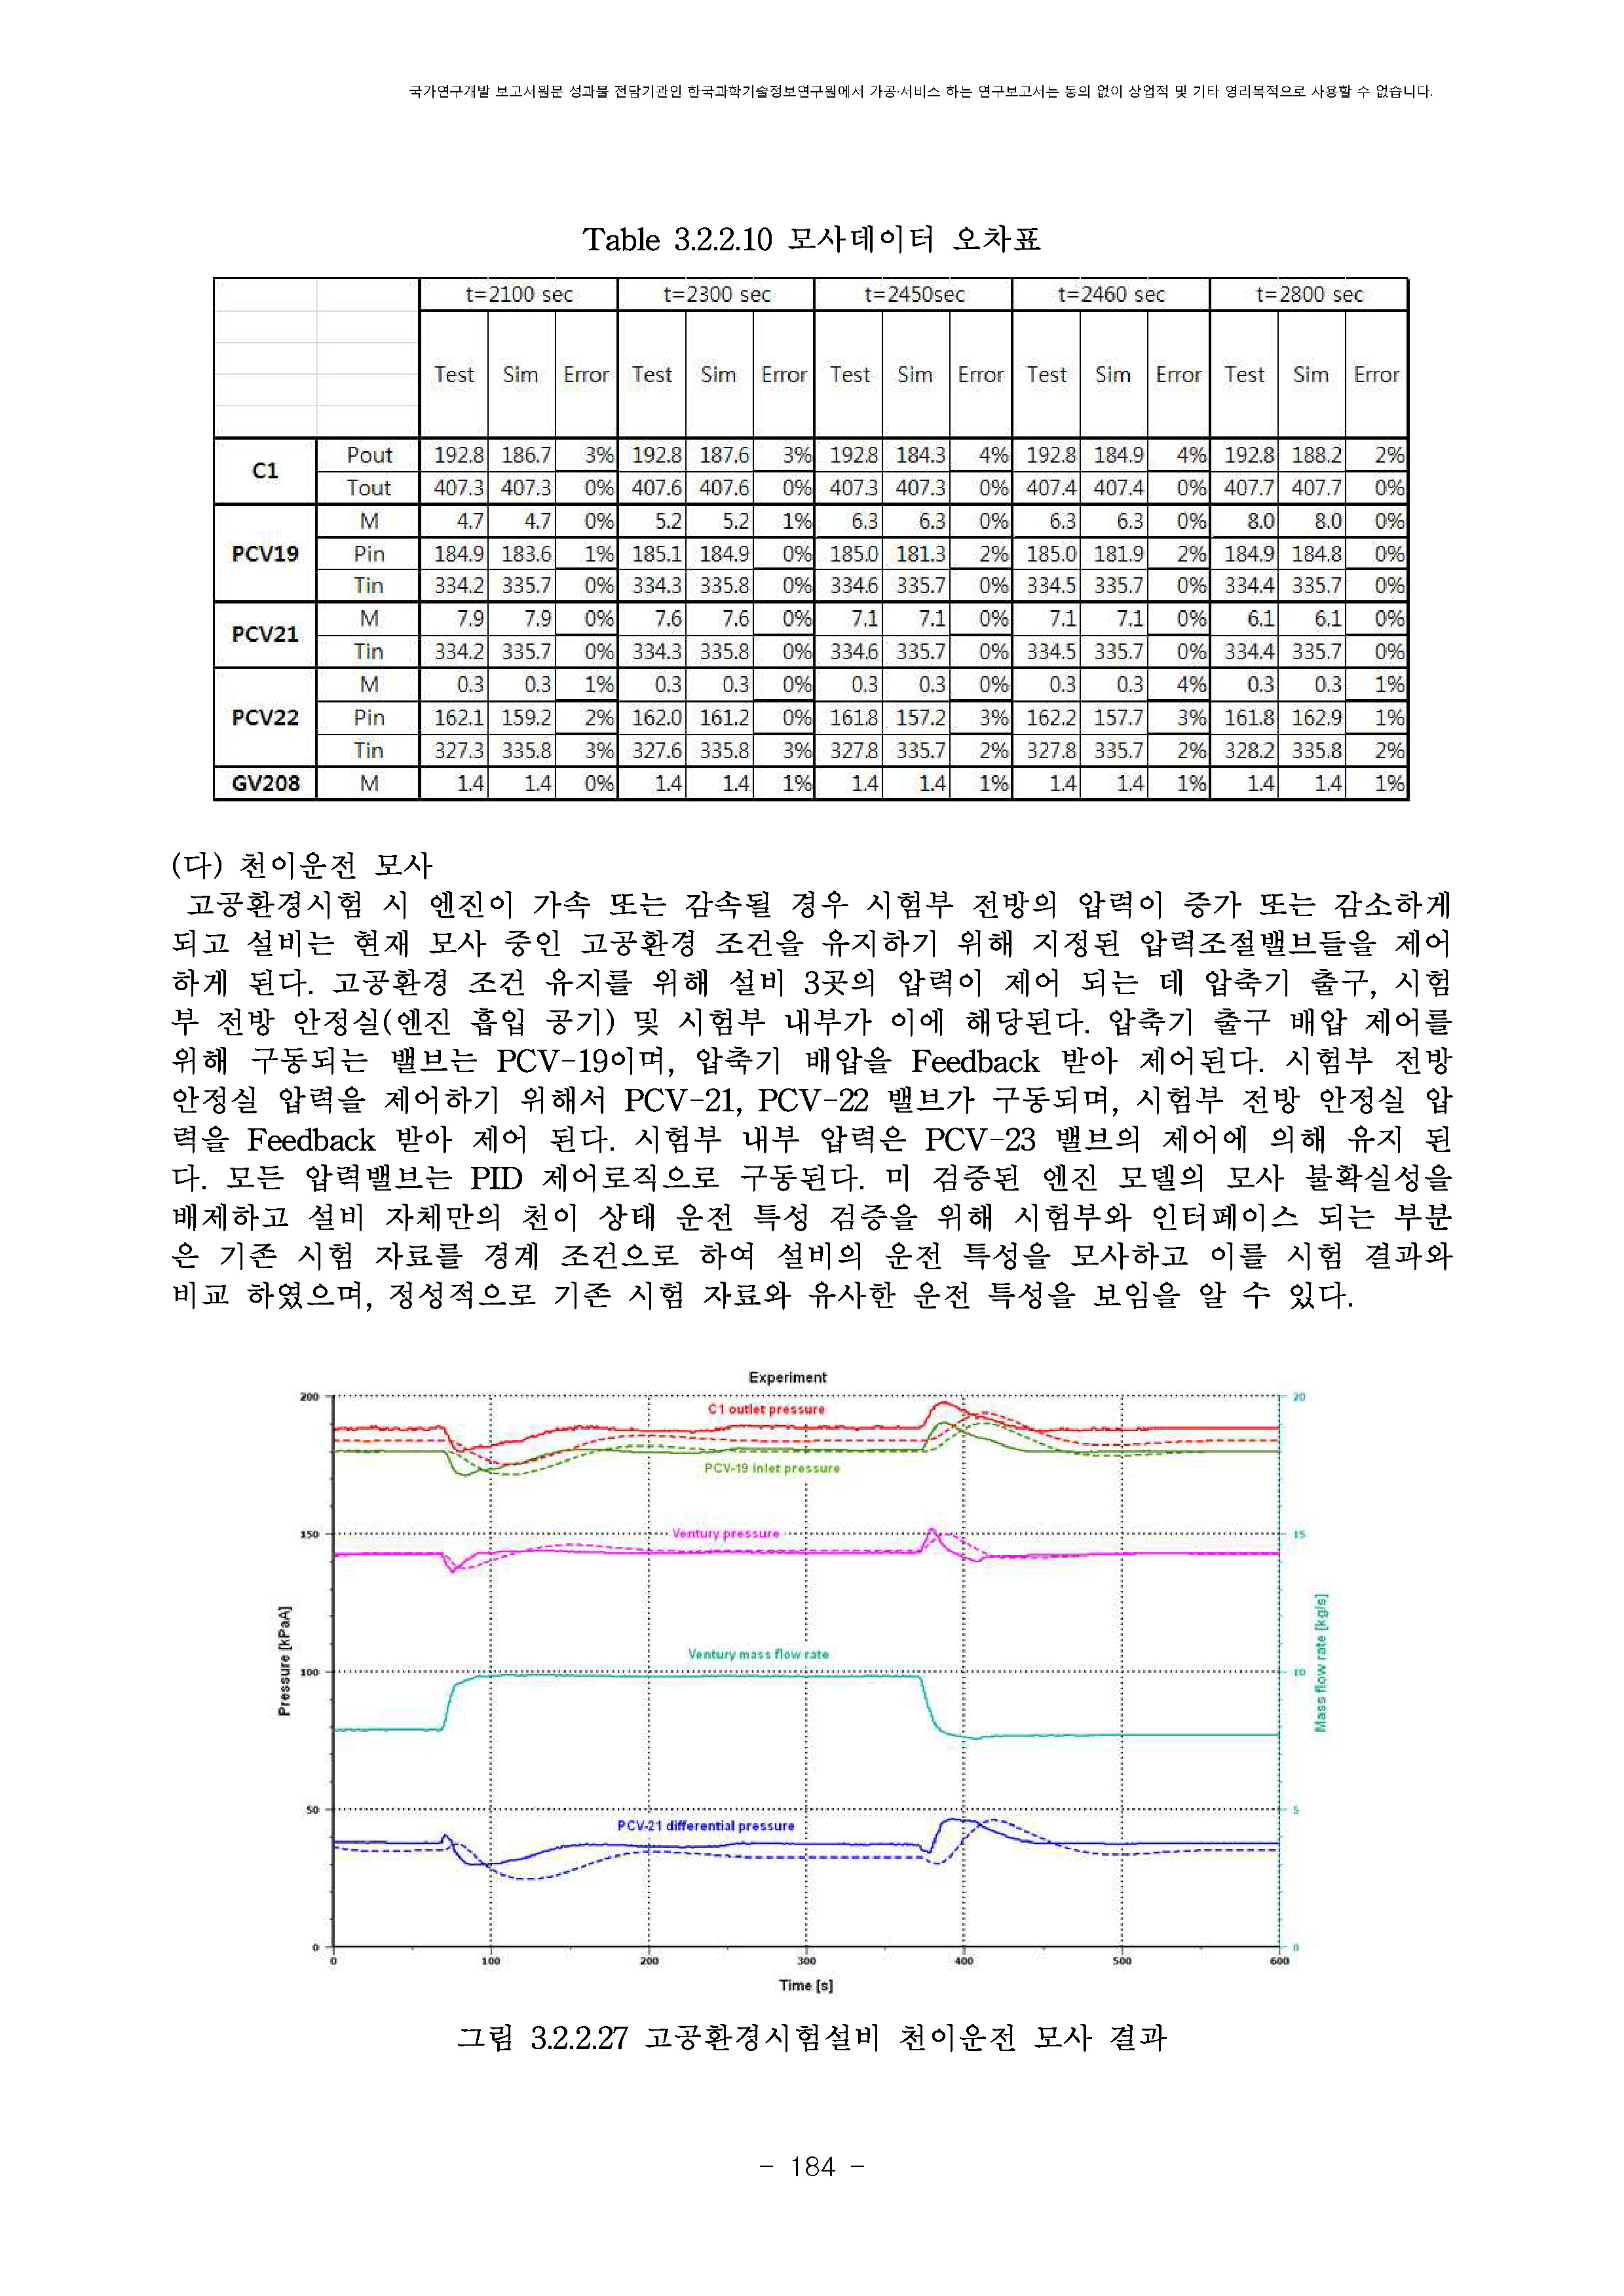 국가연구개발 보고서원문 성과물 전담기관인 한국과학기술정보연구원에서 가공·서비스 하는 연구보고서는 동의 없이 상업적 및 기타 영리목적으로 사용할 수 없습니다.
Table 3.2.2.10 모사데이터 오차표
t=2100 sec t=2300 sec t=2450sec t=2460 sec t=2800 sec
Test Sim Error Test Sim Error Test Sim Error Test Sim Error Test Sim Error
C1 Pout 192.8 186.7 3% 192.8 187.6 3% 192.8 184.3 4% 192.8 184.9 4% 192.8 188.2 2%
Tout 407.3 407.3 0% 407.6 407.6 0% 407.3 407.3 0% 407.4 407.4 0% 407.7 407.7 0%
PCV19 M 4.7 4.7 0% 5.2 5.2 1% 6.3 6.3 0% 6.3 6.3 0% 8.0 8.0 0%
Pin 184.9 183.6 1% 185.1 184.9 0% 185.0 181.3 2% 185.0 181.9 2% 184.9 184.8 0%
Tin 334.2 335.7 0% 334.3 335.8 0% 334.6 335.7 0% 334.5 335.7 0% 334.4 335.7 0%
PCV21 M 7.9 7.9 0% 7.6 7.6 0% 7.1 7.1 0% 7.1 7.1 0% 6.1 6.1 0%
Tin 334.2 335.7 0% 334.3 335.8 0% 334.6 335.7 0% 334.5 335.7 0% 334.4 335.7 0%
PCV22 M 0.3 0.3 1% 0.3 0.3 0% 0.3 0.3 0% 0.3 0.3 4% 0.3 0.3 1%
Pin 162.1 159.2 2% 162.0 161.2 0% 161.8 157.2 3% 162.2 157.7 3% 161.8 162.9 1%
Tin 327.3 335.8 3% 327.6 335.8 3% 327.8 335.7 2% 327.8 335.7 2% 328.2 335.8 2%
GV208 M 1.4 1.4 0% 1.4 1.4 1% 1.4 1.4 1% 1.4 1.4 1% 1.4 1.4 1%
(다) 천이운전 모사
고공환경시험 시 엔진이 가속 또는 감속될 경우 시험부 전방의 압력이 증가 또는 감소하게
되고 설비는 현재 모사 중인 고공환경 조건을 유지하기 위해 지정된 압력조절밸브들을 제어
하게 된다. 고공환경 조건 유지를 위해 설비 3곳의 압력이 제어 되는 데 압축기 출구, 시험
부 전방 안정실(엔진 흡입 공기) 및 시험부 내부가 이에 해당된다. 압축기 출구 배압 제어를
위해 구동되는 밸브는 PCV-19이며, 압축기 배압을 Feedback 받아 제어된다. 시험부 전방
안정실 압력을 제어하기 위해서 PCV-21, PCV-22 밸브가 구동되며, 시험부 전방 안정실 압
력을 Feedback 받아 제어 된다. 시험부 내부 압력은 PCV-23 밸브의 제어에 의해 유지 된
다. 모든 압력밸브는 PID 제어로직으로 구동된다. 미 검증된 엔진 모델의 모사 불확실성을
배제하고 설비 자체만의 천이 상태 운전 특성 검증을 위해 시험부와 인터페이스 되는 부분
은 기존 시험 자료를 경계 조건으로 하여 설비의 운전 특성을 모사하고 이를 시험 결과와
비교 하였으며, 정성적으로 기존 시험 자료와 유사한 운전 특성을 보임을 알 수 있다.
Experiment
200 20
C1 outlet pressure
PCV-19 inlet pressure
150 Ventury pressure 15
Ventury mass flow rate
100 10
Pressure [kPaA]
Mass flow rate [kg/s]
50 5
PCV-21 differential pressure
0 0
0 100 200 300 400 500 600
Time [s]
그림 3.2.2.27 고공환경시험설비 천이운전 모사 결과
- 184 -